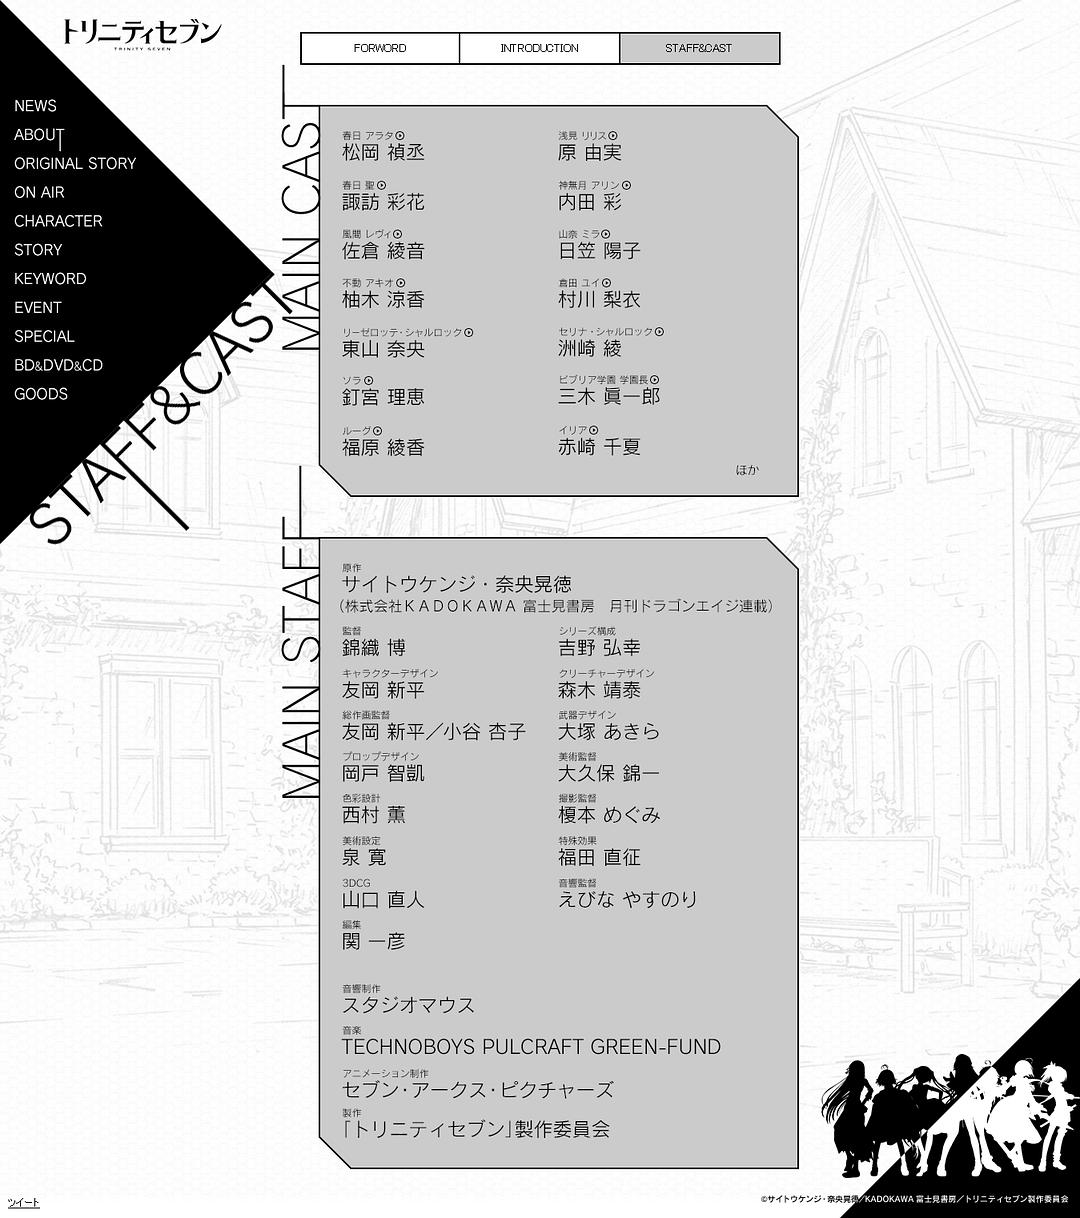 トリニティセブン
TRINITY SEVEN
FORWORD
INTRODUCTION
STAFF&CAST
NEWS
ABOUT
ORIGINAL STORY
ON AIR
CHARACTER
STORY
KEYWORD
EVENT
SPECIAL
BD&DVD&CD
GOODS
STAFF&CAST
MAIN CAST
春日 アラタ
松岡 禎丞
浅見 リリス
原 由実
春日 聖
諏訪 彩花
神無月 アリン
内田 彩
風間 レヴィ
佐倉 綾音
山奈 ミラ
日笠 陽子
不動 アキオ
柚木 涼香
倉田 ユイ
村川 梨衣
リーゼロッテ・シャルロック
東山 奈央
セリナ・シャルロック
洲崎 綾
ソラ
釘宮 理恵
ビブリア学園 学園長
三木 眞一郎
ルーグ
福原 綾香
イリア
赤崎 千夏
ほか
MAIN STAFF
原作
サイトウケンジ・奈央晃徳
（株式会社ＫＡＤＯＫＡＷＡ 富士見書房　月刊ドラゴンエイジ連載）
監督
錦織 博
シリーズ構成
吉野 弘幸
キャラクターデザイン
友岡 新平
クリーチャーデザイン
森木 靖泰
総作画監督
友岡 新平／小谷 杏子
武器デザイン
大塚 あきら
プロップデザイン
岡戸 智凱
美術監督
大久保 錦一
色彩設計
西村 薫
撮影監督
榎本 めぐみ
美術設定
泉 寛
特殊効果
福田 直征
3DCG
山口 直人
音響監督
えびな やすのり
編集
関 一彦
音響制作
スタジオマウス
音楽
TECHNOBOYS PULCRAFT GREEN-FUND
アニメーション制作
セブン・アークス・ピクチャーズ
製作
「トリニティセブン」製作委員会
ツイート
©サイトウケンジ・奈央晃徳／KADOKAWA 富士見書房／トリニティセブン製作委員会